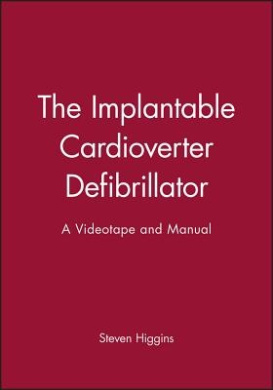 The Implantable
Cardioverter
Defibrillator
A Videotape and Manual
Steven Higgins